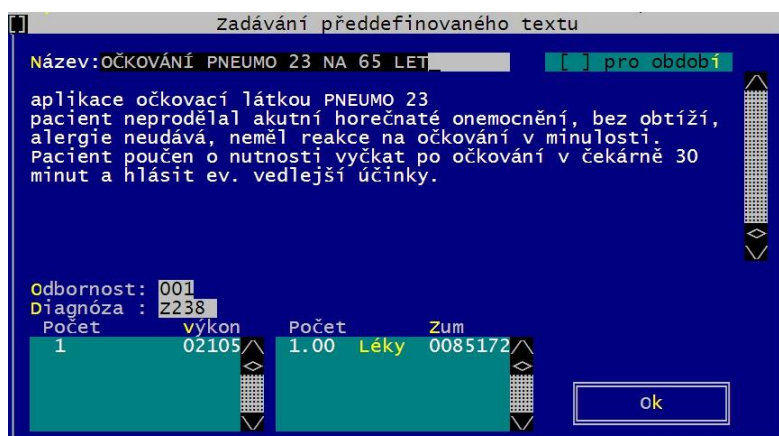 Zadávání předdefinovaného textu
Název:OČKOVÁNÍ PNEUMO 23 NA 65 LET
[ ] pro období
aplikace očkovací látkou PNEUMO 23
pacient neprodělal akutní horečnaté onemocnění, bez obtíží,
alergie neudává, neměl reakce na očkování v minulosti.
Pacient poučen o nutnosti vyčkat po očkování v čekárně 30
minut a hlásit ev. vedlejší účinky.
Odbornost: 001
Diagnóza : Z238
Počet výkon
1 02105
Počet Zum
1.00 Léky 0085172
Ok